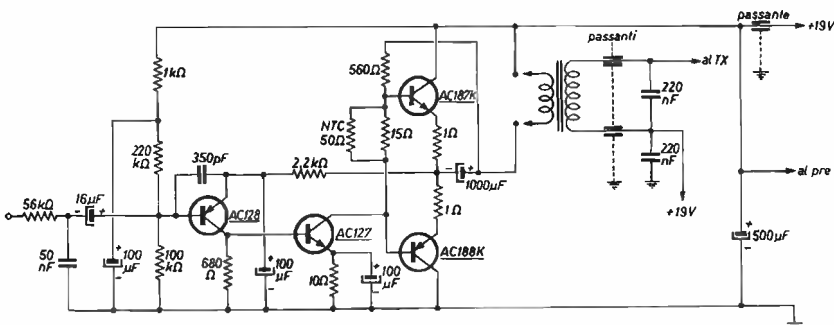 passante
+19V
passanti
al TX
1kΩ
560Ω
AC187K
220
nF
NTC
50Ω
15Ω
1Ω
220
kΩ
350pF
2,2kΩ
220
nF
-
+
1000µF
al pre
56kΩ
16µF
-
+
AC128
1Ω
+19V
AC127
AC188K
50
nF
+
100
µF
-
100
kΩ
680
Ω
+
100
µF
-
10Ω
+
100
µF
-
+
500µF
-